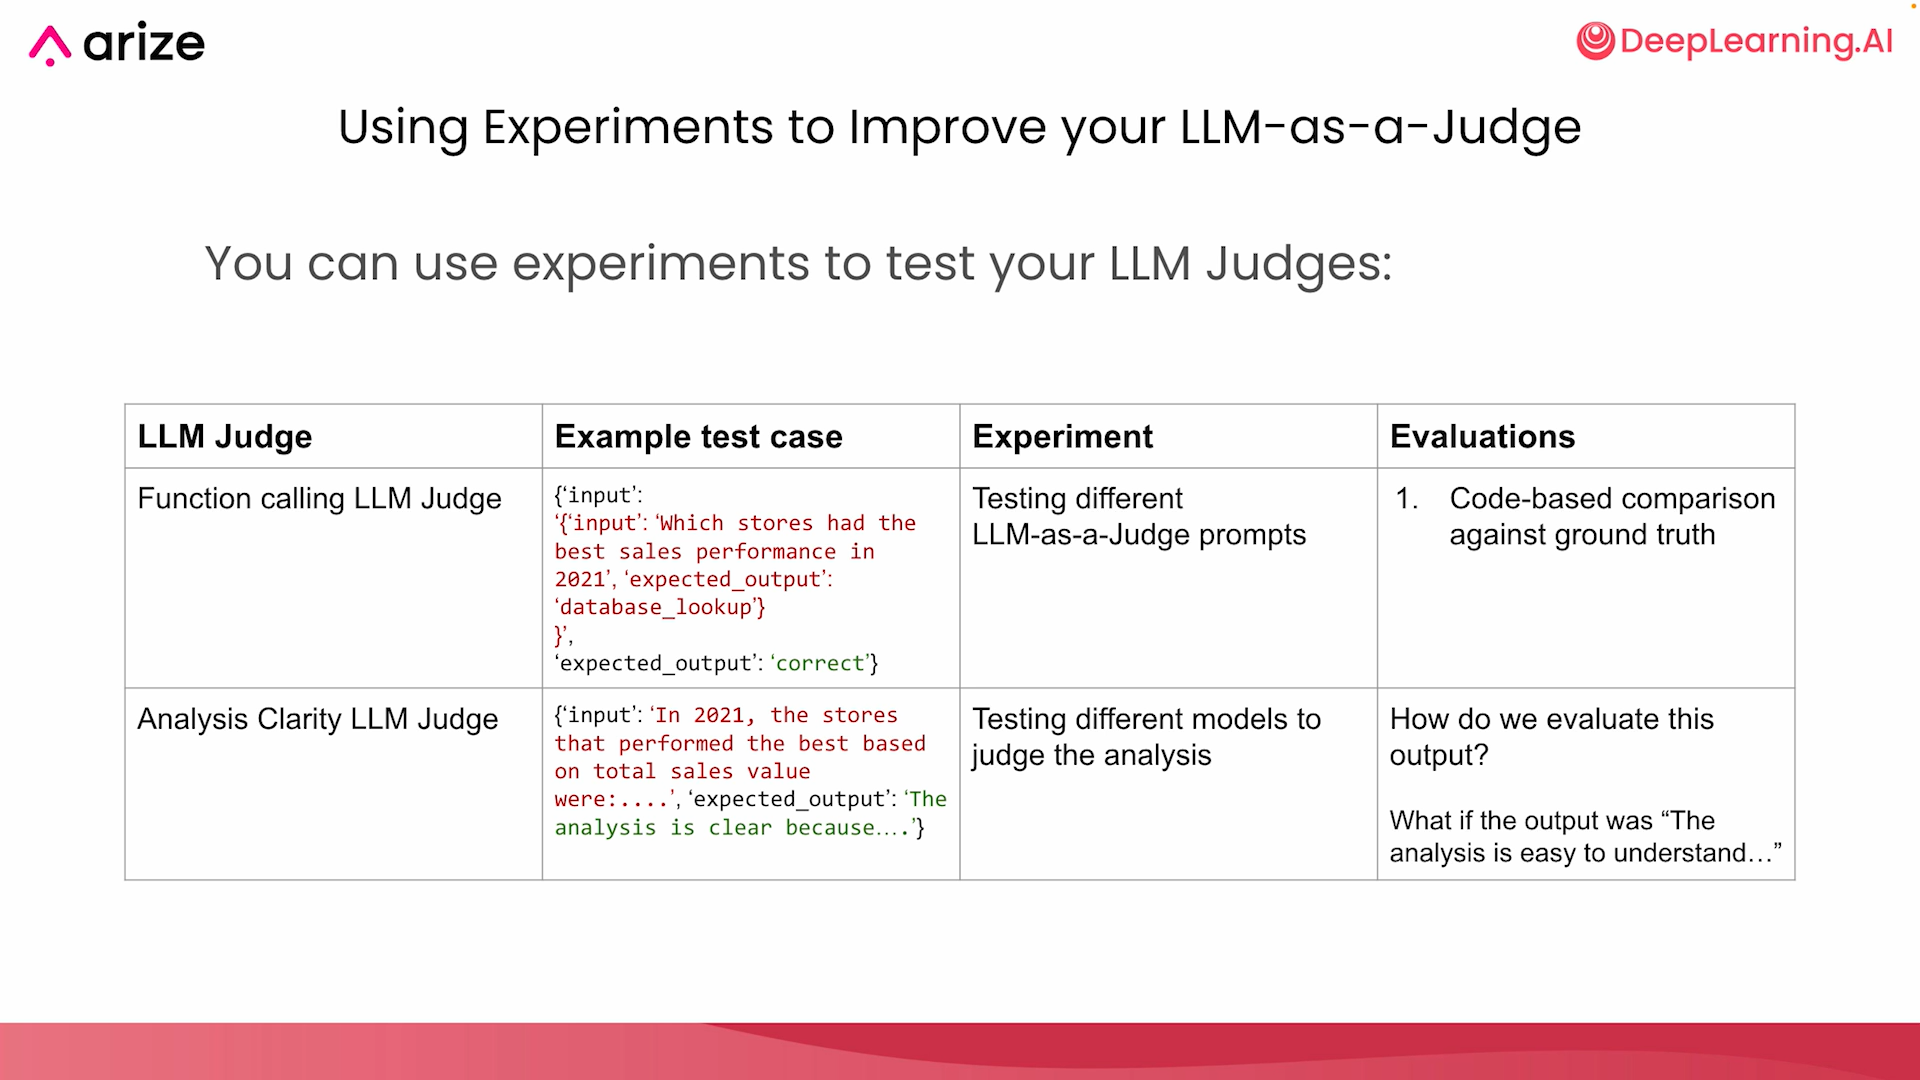 arize
DeepLearning.AI
Using Experiments to Improve your LLM-as-a-Judge
You can use experiments to test your LLM Judges:
LLM Judge
Example test case
Experiment
Evaluations
Function calling LLM Judge
{‘input’:
‘{‘input’: ‘Which stores had the
best sales performance in
2021’, ‘expected_output’:
‘database_lookup’}
}’,
‘expected_output’: ‘correct’}
Testing different
LLM-as-a-Judge prompts
1. Code-based comparison
against ground truth
Analysis Clarity LLM Judge
{‘input’: ‘In 2021, the stores
that performed the best based
on total sales value
were:....’, ‘expected_output’: ‘The
analysis is clear because….’}
Testing different models to
judge the analysis
How do we evaluate this
output?
What if the output was “The
analysis is easy to understand…”